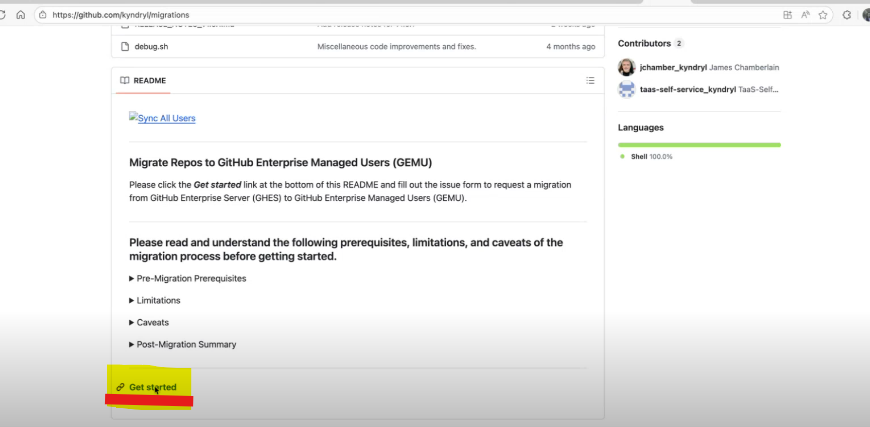 https://github.com/kyndryl/migrations
debug.sh
Miscellaneous code improvements and fixes.
4 months ago
README
Sync All Users
Migrate Repos to GitHub Enterprise Managed Users (GEMU)
Please click the Get started link at the bottom of this README and fill out the issue form to request a migration
from GitHub Enterprise Server (GHES) to GitHub Enterprise Managed Users (GEMU).
Please read and understand the following prerequisites, limitations, and caveats of the
migration process before getting started.
Pre-Migration Prerequisites
Limitations
Caveats
Post-Migration Summary
Get started
Contributors 2
jchamber_kyndryl James Chamberlain
taas-self-service_kyndryl TaaS-Self...
Languages
Shell 100.0%